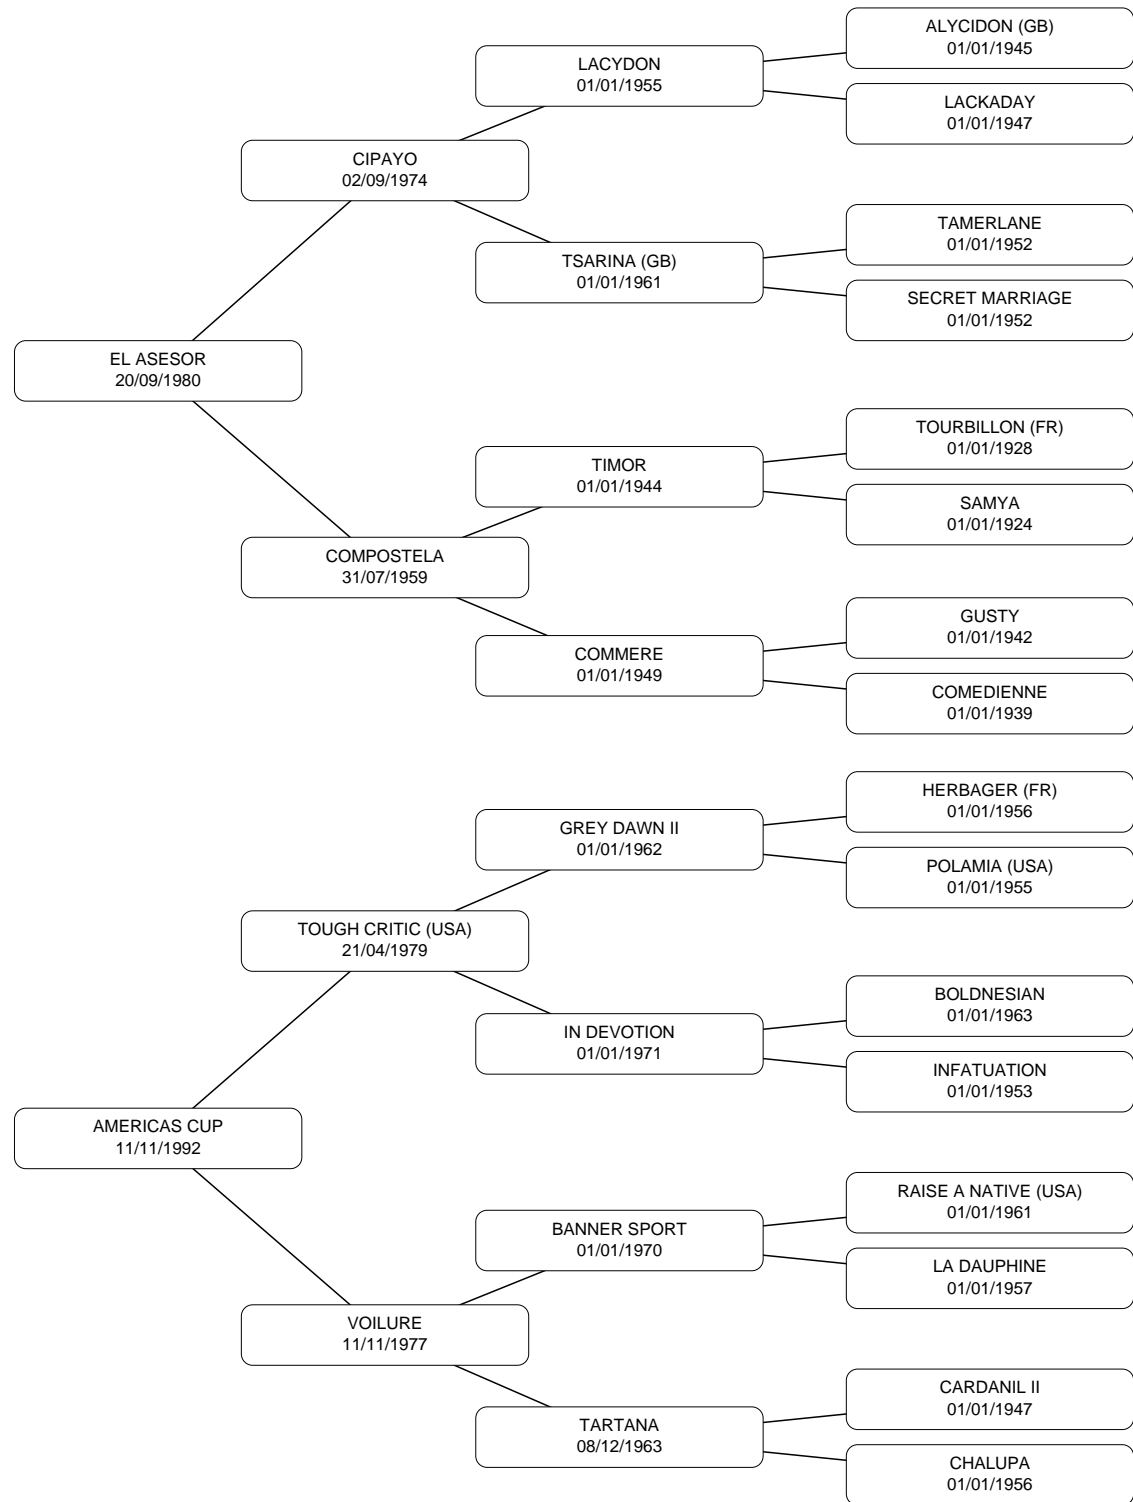 ALYCIDON (GB)
01/01/1945
LACYDON
01/01/1955
LACKADAY
01/01/1947
CIPAYO
02/09/1974
TAMERLANE
01/01/1952
TSARINA (GB)
01/01/1961
SECRET MARRIAGE
01/01/1952
EL ASESOR
20/09/1980
TOURBILLON (FR)
01/01/1928
TIMOR
01/01/1944
SAMYA
01/01/1924
COMPOSTELA
31/07/1959
GUSTY
01/01/1942
COMMERE
01/01/1949
COMEDIENNE
01/01/1939
HERBAGER (FR)
01/01/1956
GREY DAWN II
01/01/1962
POLAMIA (USA)
01/01/1955
TOUGH CRITIC (USA)
21/04/1979
BOLDNESIAN
01/01/1963
IN DEVOTION
01/01/1971
INFATUATION
01/01/1953
AMERICAS CUP
11/11/1992
RAISE A NATIVE (USA)
01/01/1961
BANNER SPORT
01/01/1970
LA DAUPHINE
01/01/1957
VOILURE
11/11/1977
CARDANIL II
01/01/1947
TARTANA
08/12/1963
CHALUPA
01/01/1956